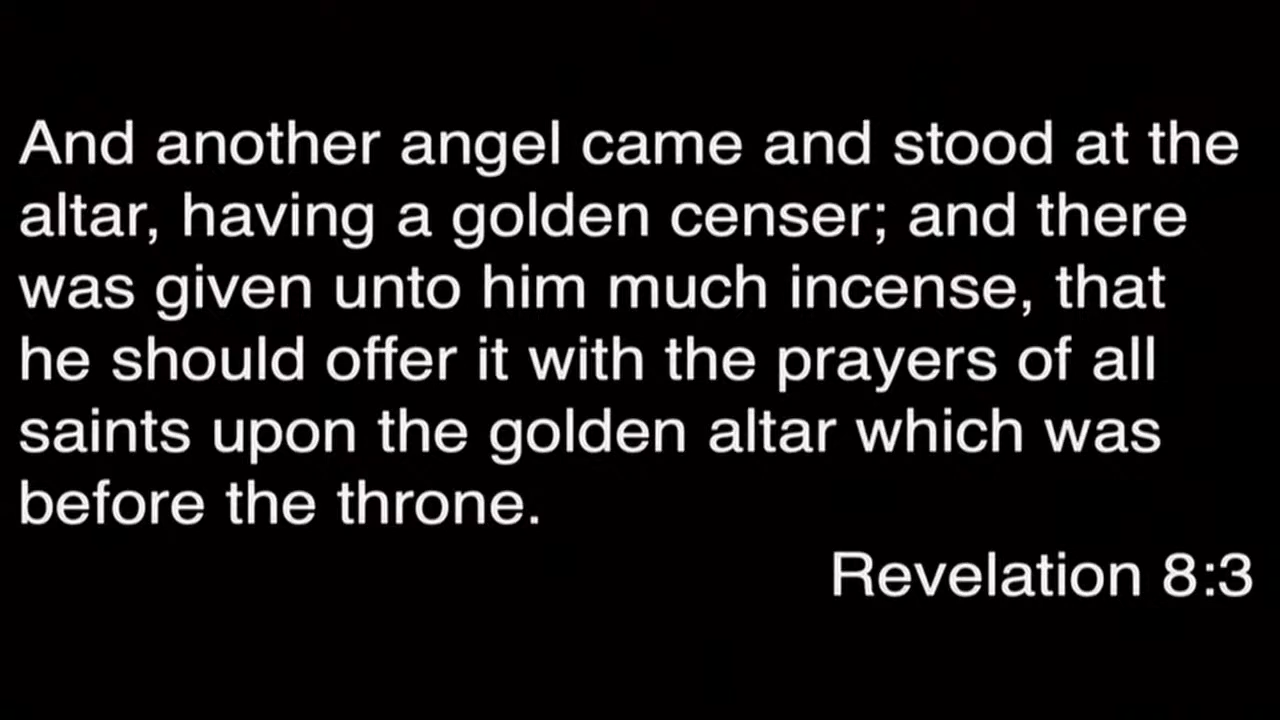 And another angel came and stood at the
altar, having a golden censer; and there
was given unto him much incense, that
he should offer it with the prayers of all
saints upon the golden altar which was
before the throne.
Revelation 8:3